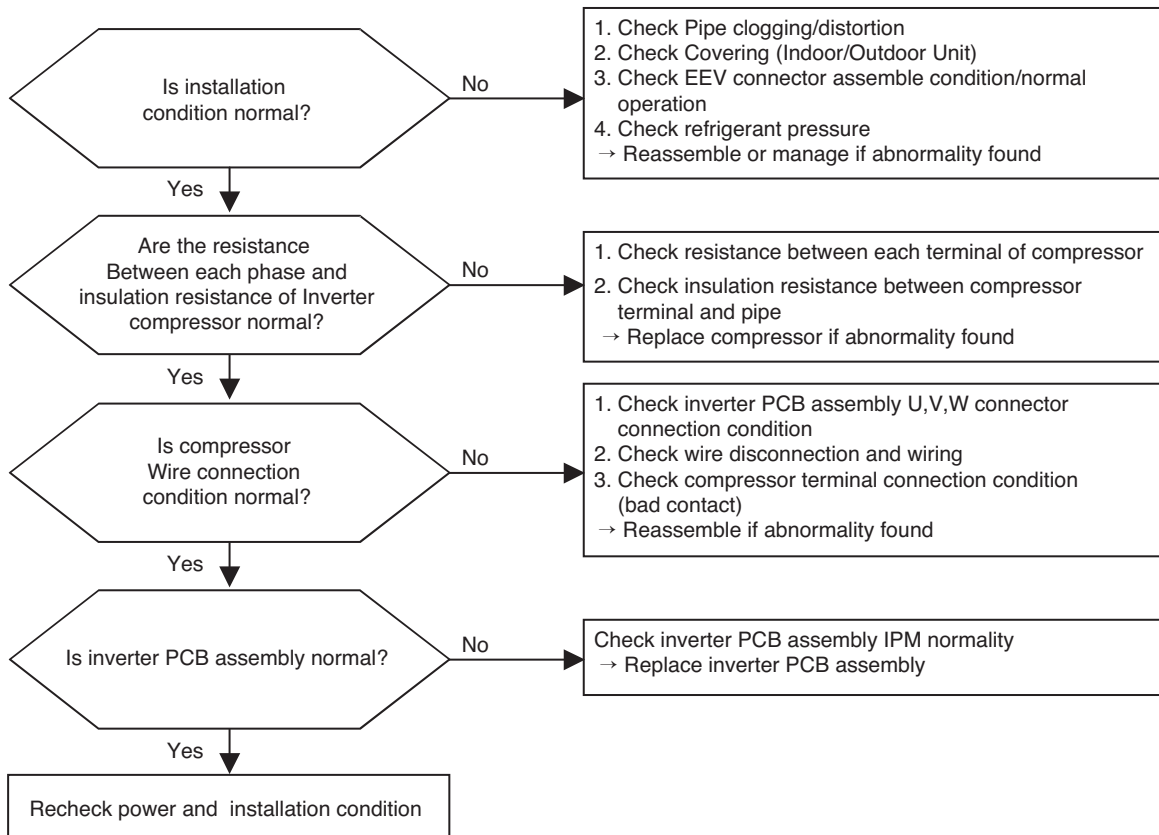 Is installation
condition normal?
No
1. Check Pipe clogging/distortion
2. Check Covering (Indoor/Outdoor Unit)
3. Check EEV connector assemble condition/normal
operation
4. Check refrigerant pressure
→ Reassemble or manage if abnormality found
Yes
Are the resistance
Between each phase and
insulation resistance of Inverter
compressor normal?
No
1. Check resistance between each terminal of compressor
2. Check insulation resistance between compressor
terminal and pipe
→ Replace compressor if abnormality found
Yes
Is compressor
Wire connection
condition normal?
No
1. Check inverter PCB assembly U,V,W connector
connection condition
2. Check wire disconnection and wiring
3. Check compressor terminal connection condition
(bad contact)
→ Reassemble if abnormality found
Yes
Is inverter PCB assembly normal?
No
Check inverter PCB assembly IPM normality
→ Replace inverter PCB assembly
Yes
Recheck power and installation condition